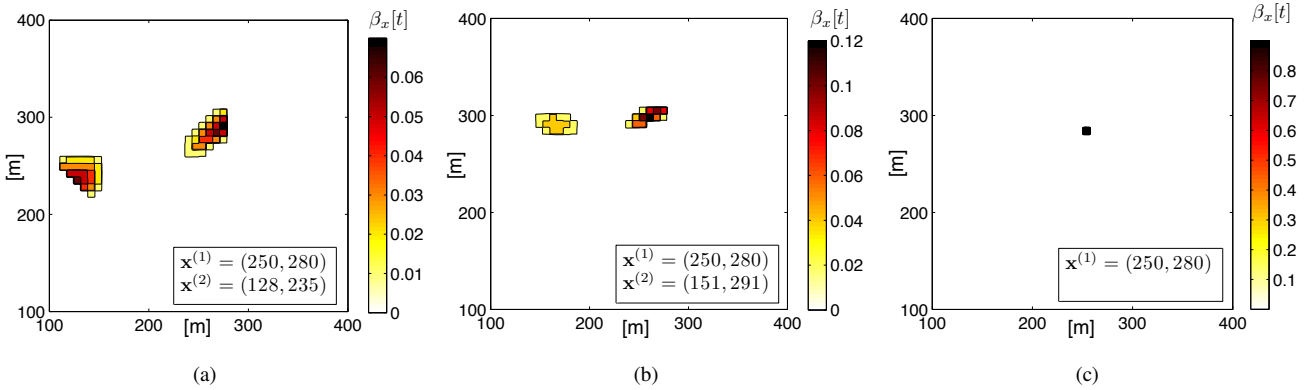 400
300
200
100
[m]
100
200
300
400
[m]
β_x[t]
0.06
0.05
0.04
0.03
0.02
0.01
0
x^(1) = (250, 280)
x^(2) = (128, 235)
(a)
400
300
200
100
[m]
100
200
300
400
[m]
β_x[t]
0.12
0.1
0.08
0.06
0.04
0.02
0
x^(1) = (250, 280)
x^(2) = (151, 291)
(b)
400
300
200
100
[m]
100
200
300
400
[m]
β_x[t]
0.8
0.7
0.6
0.5
0.4
0.3
0.2
0.1
x^(1) = (250, 280)
(c)